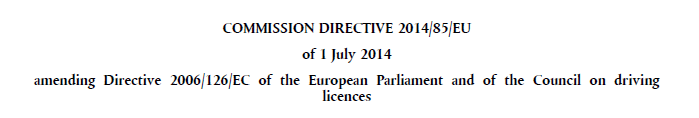 COMMISSION DIRECTIVE 2014/85/EU
of 1 July 2014
amending Directive 2006/126/EC of the European Parliament and of the Council on driving
licences